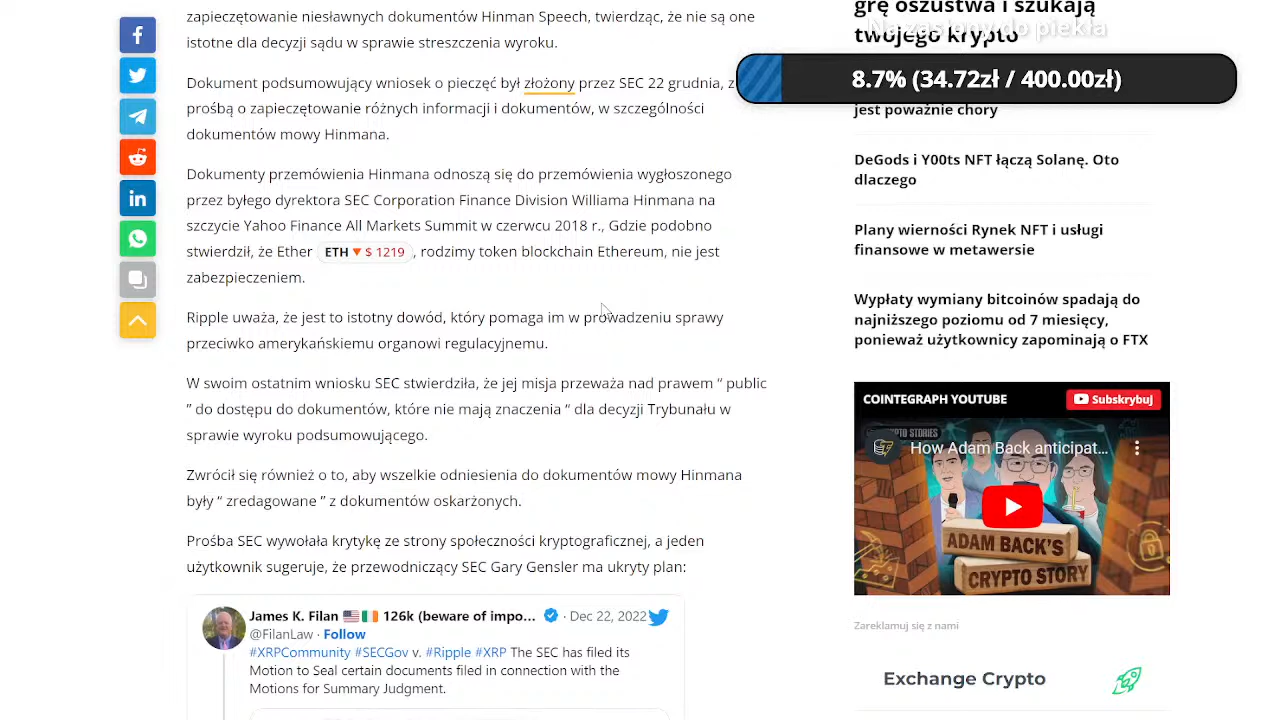 zapieczętowanie niesławnych dokumentów Hinman Speech, twierdząc, że nie są one
istotne dla decyzji sądu w sprawie streszczenia wyroku.
Dokument podsumowujący wniosek o pieczęć był złożony przez SEC 22 grudnia, z
prośbą o zapieczętowanie różnych informacji i dokumentów, w szczególności
dokumentów mowy Hinmana.
Dokumenty przemówienia Hinmana odnoszą się do przemówienia wygłoszonego
przez byłego dyrektora SEC Corporation Finance Division Williama Hinmana na
szczycie Yahoo Finance All Markets Summit w czerwcu 2018 r., Gdzie podobno
stwierdził, że Ether ETH ▼ $ 1219 , rodzimy token blockchain Ethereum, nie jest
zabezpieczeniem.
Ripple uważa, że jest to istotny dowód, który pomaga im w prowadzeniu sprawy
przeciwko amerykańskiemu organowi regulacyjnemu.
W swoim ostatnim wniosku SEC stwierdziła, że jej misja przeważa nad prawem “ public
” do dostępu do dokumentów, które nie mają znaczenia “ dla decyzji Trybunału w
sprawie wyroku podsumowującego.
Zwrócił się również o to, aby wszelkie odniesienia do dokumentów mowy Hinmana
były “ zredagowane ” z dokumentów oskarżonych.
Prośba SEC wywołała krytykę ze strony społeczności kryptograficznej, a jeden
użytkownik sugeruje, że przewodniczący SEC Gary Gensler ma ukryty plan:
James K. Filan 🇺🇸🇮🇪 126k (beware of impo... · Dec 22, 2022
@FilanLaw · Follow
#XRPCommunity #SECGov v. #Ripple #XRP The SEC has filed its
Motion to Seal certain documents filed in connection with the
Motions for Summary Judgment.
grę oszustwa i szukają
twojego krypto
Na zasłony do piekła
8.7% (34.72zł / 400.00zł)
jest poważnie chory
DeGods i Y00ts NFT łączą Solanę. Oto
dlaczego
Plany wierności Rynek NFT i usługi
finansowe w metawersie
Wypłaty wymiany bitcoinów spadają do
najniższego poziomu od 7 miesięcy,
ponieważ użytkownicy zapominają o FTX
COINTEGRAPH YOUTUBE
Subskrybuj
CRYPTO STORIES
How Adam Back anticipat...
ADAM BACK'S
CRYPTO STORY
Zareklamuj się z nami
Exchange Crypto